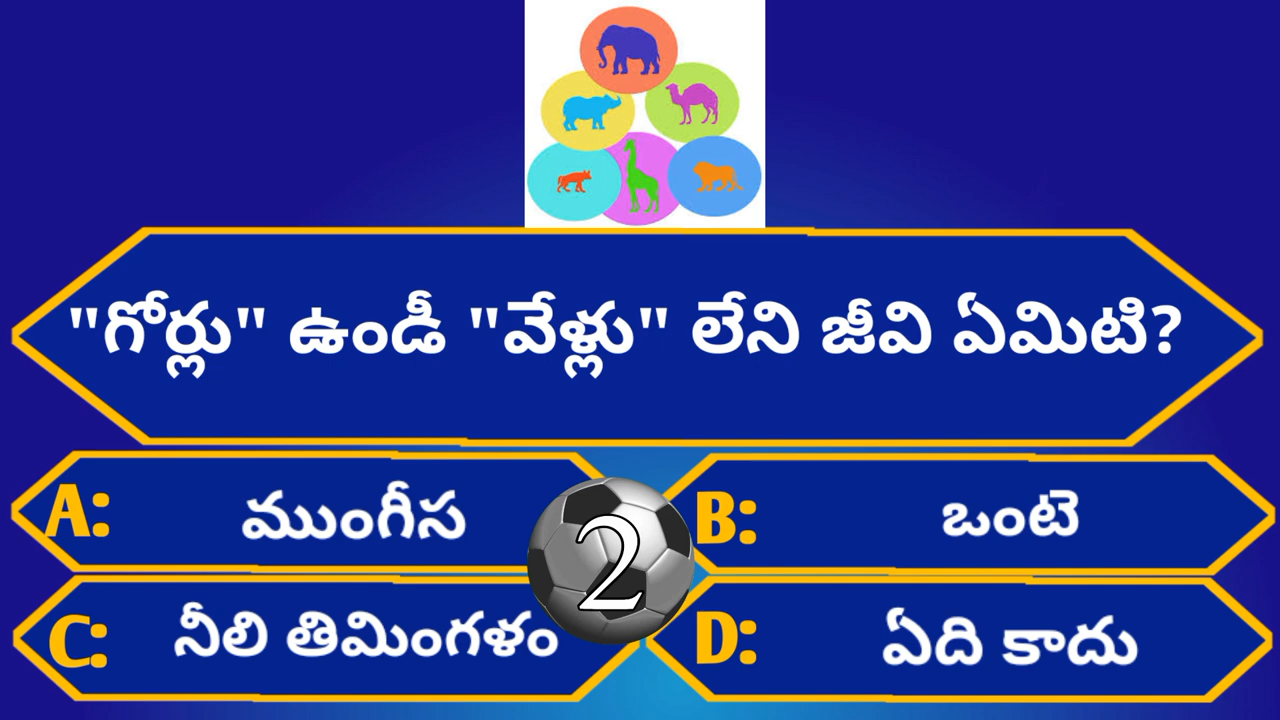 "గోర్లు" ఉండీ "వేళ్లు" లేని జీవి ఏమిటి?
A: ముంగీస
B: ఒంటె
2
C: నీలి తిమింగళం
D: ఏది కాదు